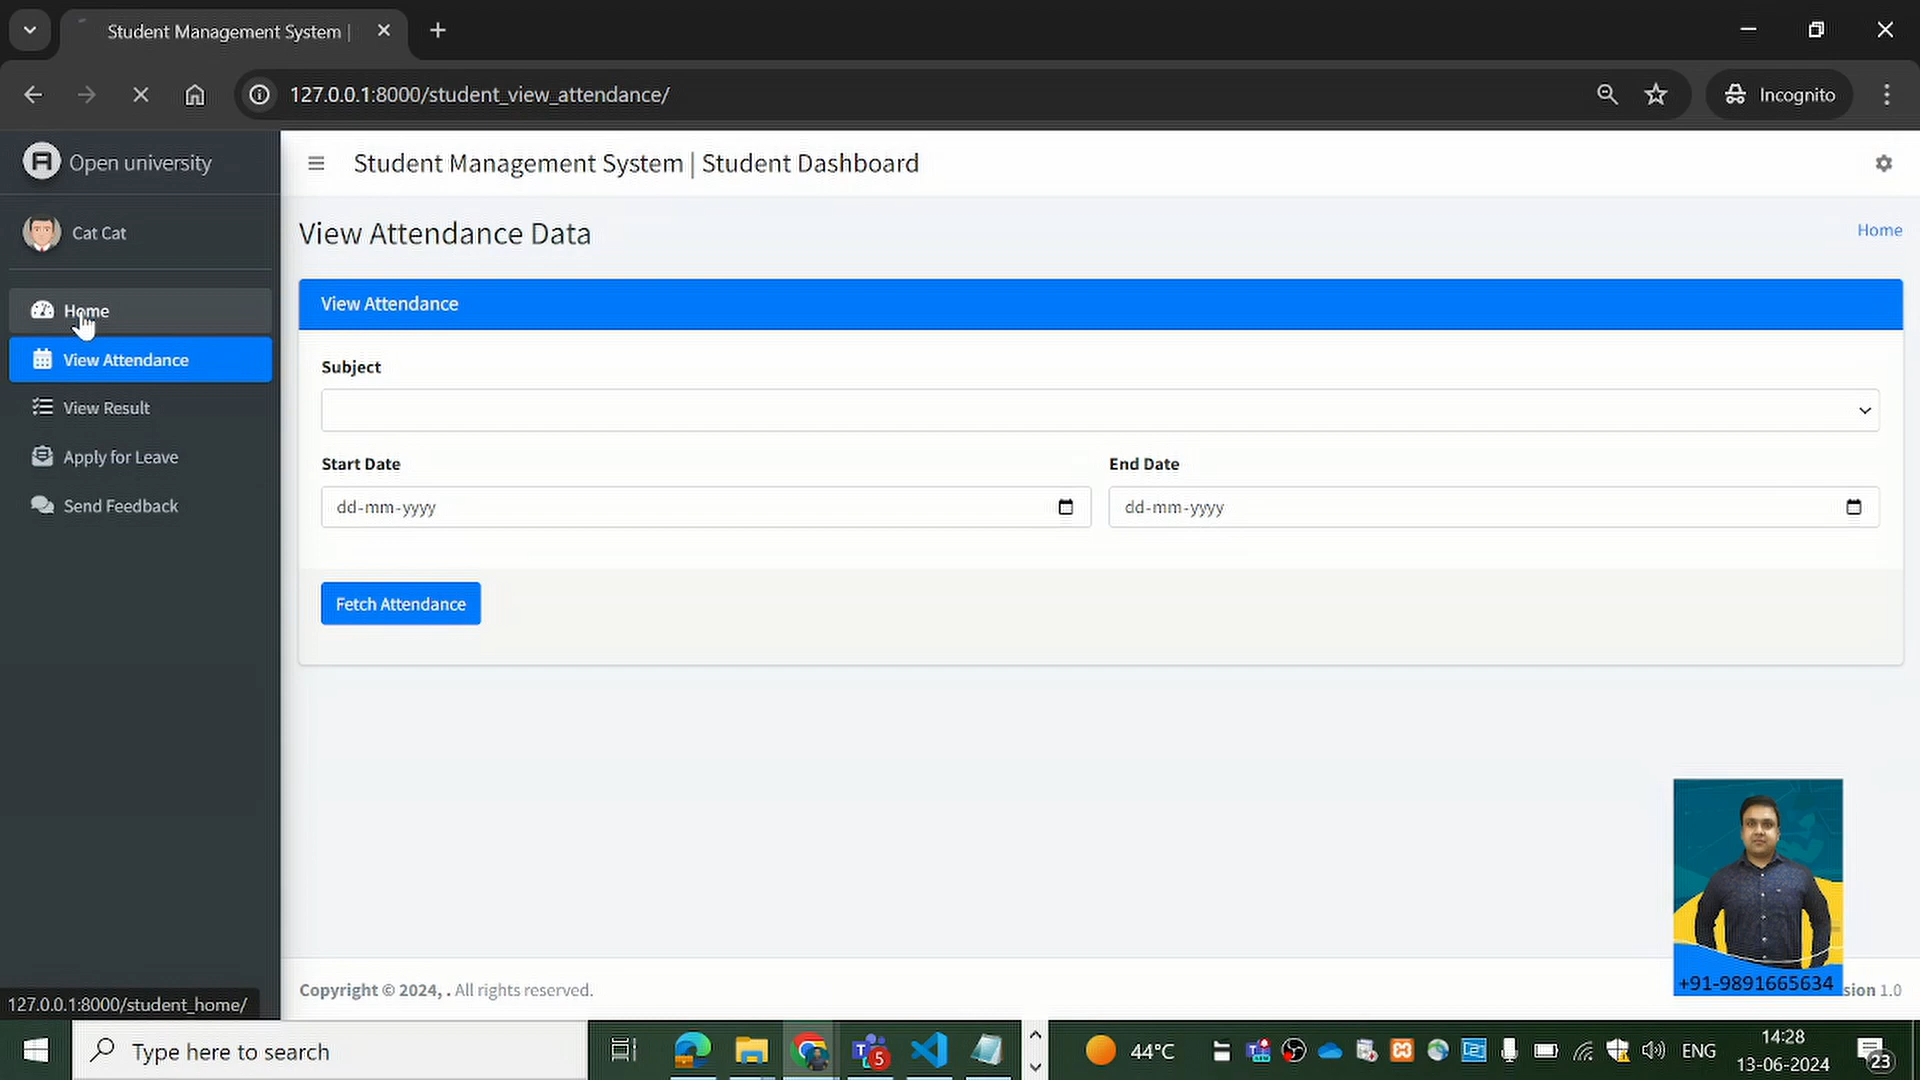 Student Management System |
127.0.0.1:8000/student_view_attendance/
Incognito
Open university
Student Management System | Student Dashboard
Cat Cat
View Attendance Data
Home
Home
View Attendance
View Attendance
View Result
Apply for Leave
Send Feedback
Subject
Start Date
End Date
dd-mm-yyyy
dd-mm-yyyy
Fetch Attendance
+91-9891665634
Copyright © 2024, . All rights reserved.
sion 1.0
127.0.0.1:8000/student_home/
Type here to search
5
44°C
ENG
14:28
13-06-2024
23